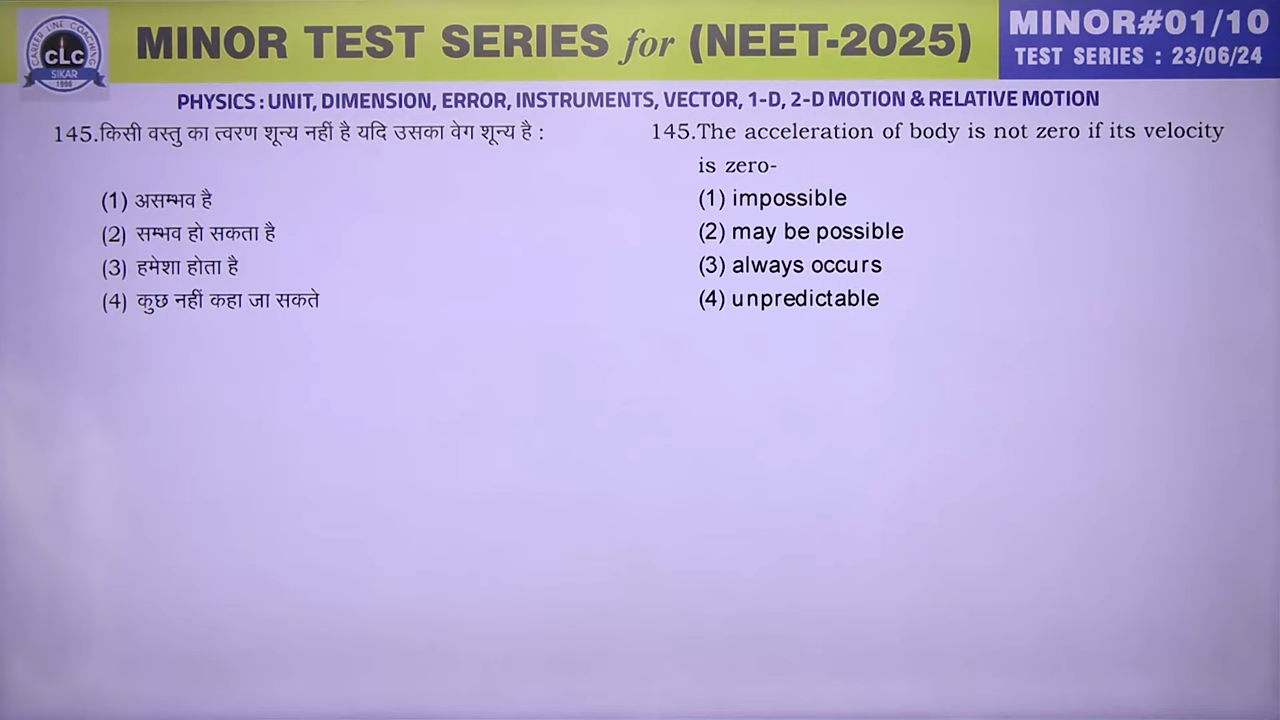 CAREER LINE COACHING
CLC
SIKAR
1996
MINOR TEST SERIES for (NEET-2025)
MINOR#01/10
TEST SERIES : 23/06/24
PHYSICS : UNIT, DIMENSION, ERROR, INSTRUMENTS, VECTOR, 1-D, 2-D MOTION & RELATIVE MOTION
145.किसी वस्तु का त्वरण शून्य नहीं है यदि उसका वेग शून्य है :
(1) असम्भव है
(2) सम्भव हो सकता है
(3) हमेशा होता है
(4) कुछ नहीं कहा जा सकते
145.The acceleration of body is not zero if its velocity
is zero-
(1) impossible
(2) may be possible
(3) always occurs
(4) unpredictable